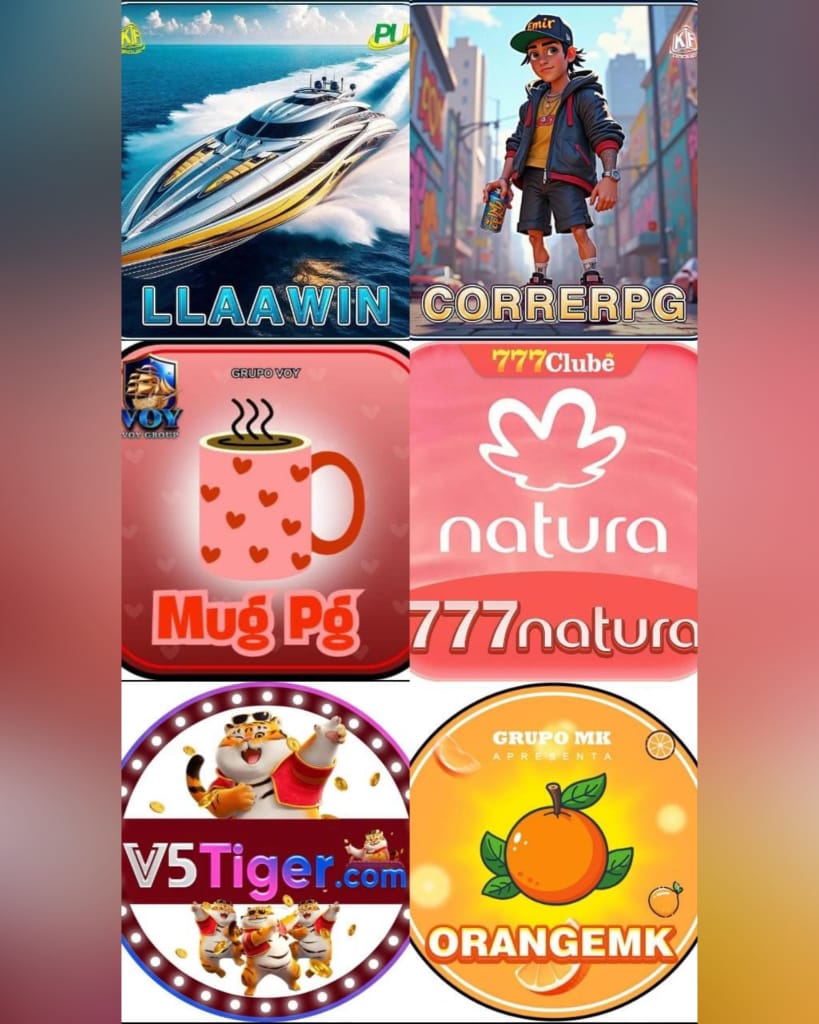 KF
PU
LLAAWIN
Emir
KF
CORRERPG
GRUPO VOY
VOY
VOY GROUP
Mug Pg
777Clube
natura
777natura
V5Tiger.com
GRUPO MK
APRESENTA
ORANGEMK